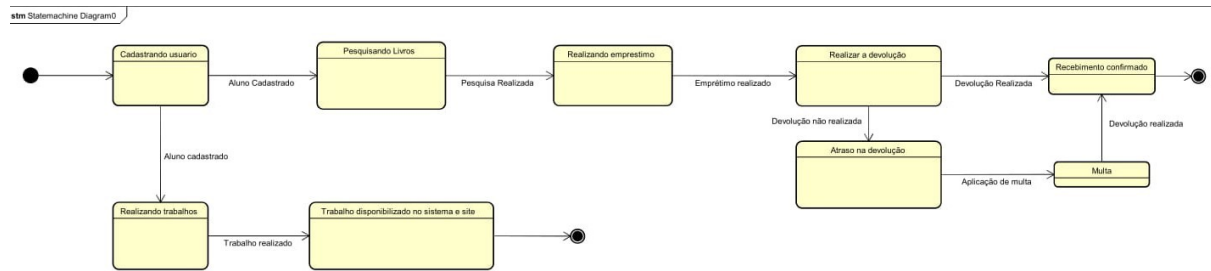 stm Statemachine Diagram0
Cadastrando usuario
Aluno Cadastrado
Pesquisando Livros
Pesquisa Realizada
Realizando emprestimo
Emprétimo realizado
Realizar a devolução
Devolução Realizada
Recebimento confirmado
Devolução não realizada
Devolução realizada
Atraso na devolução
Aplicação de multa
Multa
Aluno cadastrado
Realizando trabalhos
Trabalho realizado
Trabalho disponibilizado no sistema e site